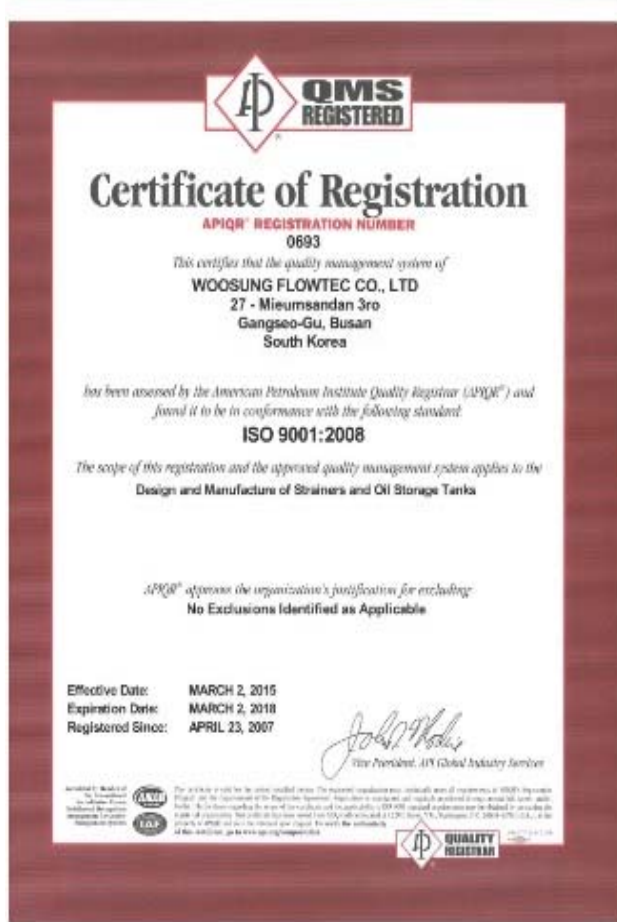 API QMS
REGISTERED
Certificate of Registration
APIQR® REGISTRATION NUMBER
0693
This certifies that the quality management system of
WOOSUNG FLOWTEC CO., LTD
27 - Mieumsandan 3ro
Gangseo-Gu, Busan
South Korea
has been assessed by the American Petroleum Institute Quality Registrar (APIQR®) and
found it to be in conformance with the following standard:
ISO 9001:2008
The scope of this registration and the approved quality management system applies to the
Design and Manufacture of Strainers and Oil Storage Tanks
APIQR® approves the organization's justification for excluding:
No Exclusions Identified as Applicable
Effective Date: MARCH 2, 2015
Expiration Date: MARCH 2, 2018
Registered Since: APRIL 23, 2007
Vice President, API Global Industry Services
QUALITY
REGISTRAR